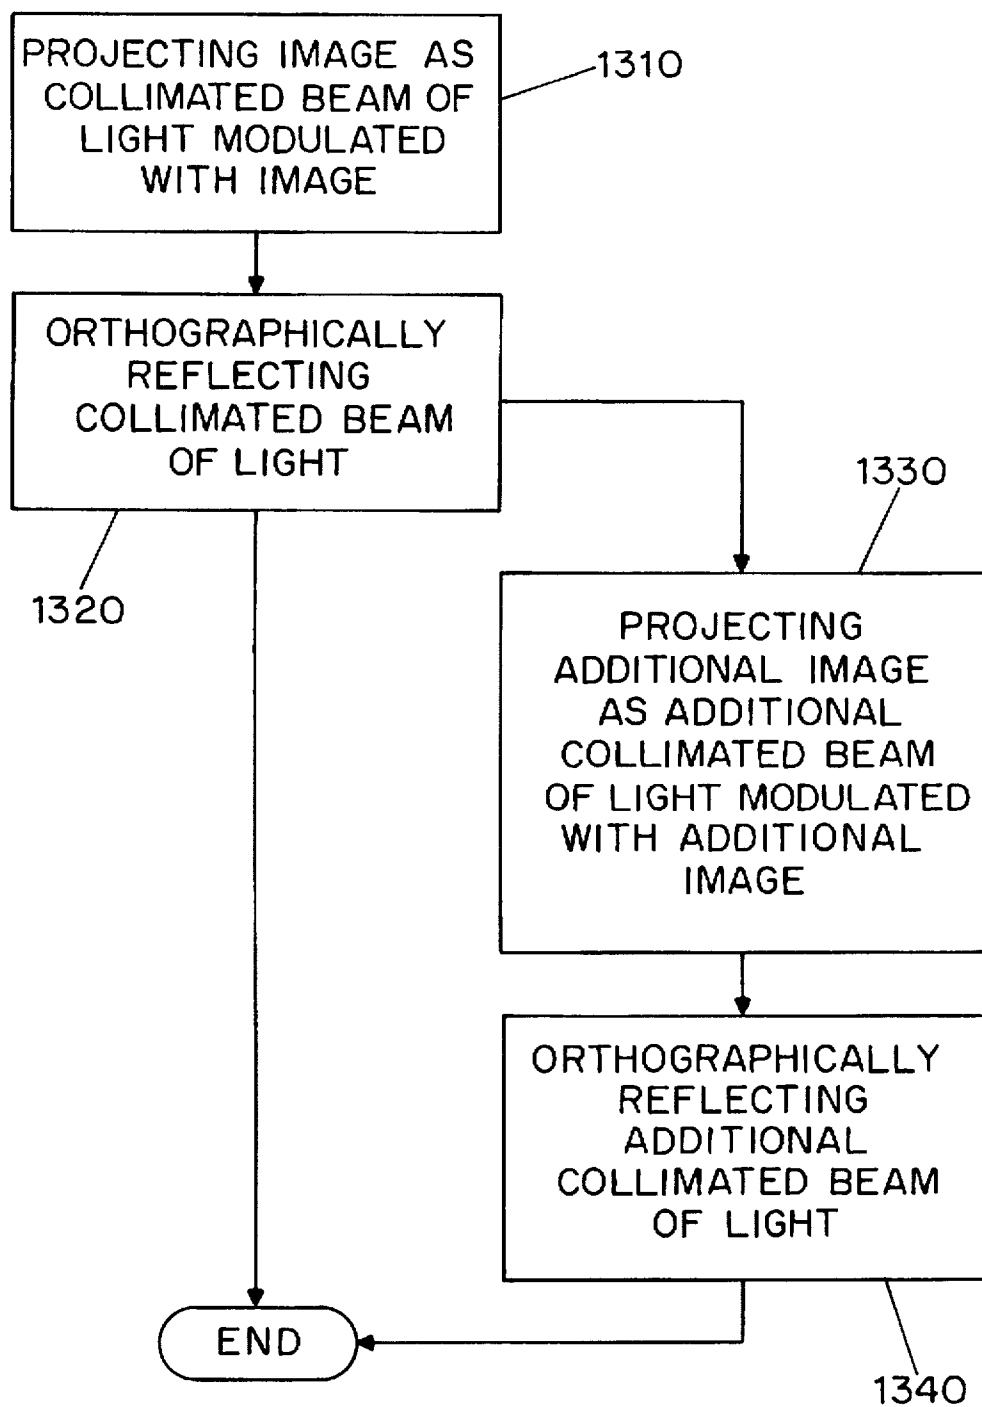 PROJECTING IMAGE AS
COLLIMATED BEAM OF
LIGHT MODULATED
WITH IMAGE
1310
ORTHOGRAPHICALLY
REFLECTING
COLLIMATED BEAM
OF LIGHT
1320
1330
PROJECTING
ADDITIONAL IMAGE
AS ADDITIONAL
COLLIMATED BEAM
OF LIGHT MODULATED
WITH ADDITIONAL
IMAGE
ORTHOGRAPHICALLY
REFLECTING
ADDITIONAL
COLLIMATED BEAM
OF LIGHT
1340
END